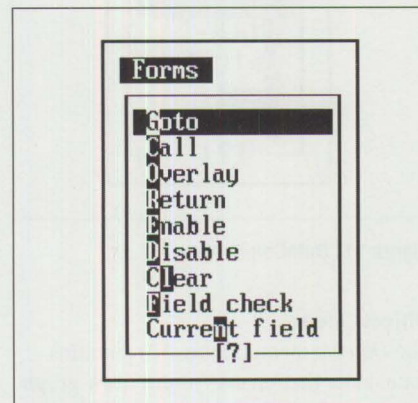 Forms
Goto
Call
Overlay
Return
Enable
Disable
Clear
Field check
Current field
[?]